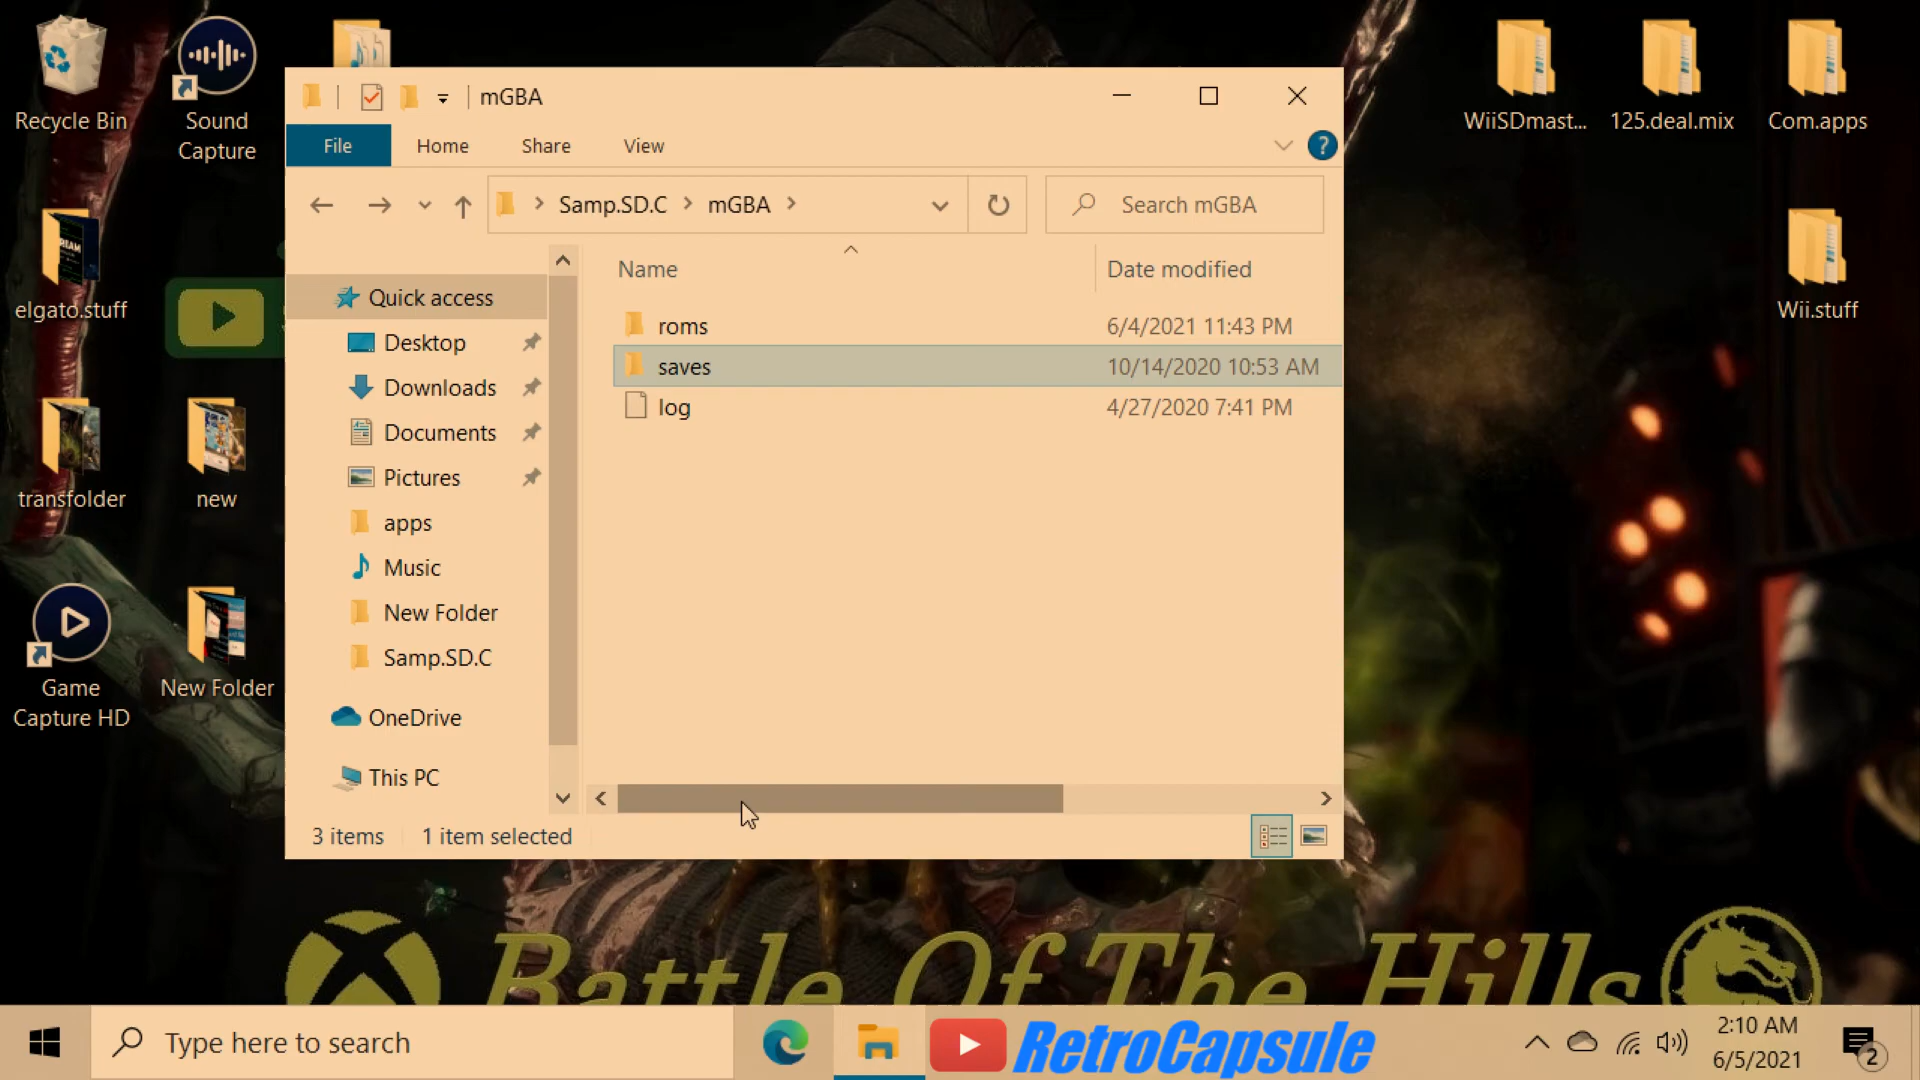 Recycle Bin
Sound
Capture
WiiSDmast...
125.deal.mix
Com.apps
mGBA
File
Home
Share
View
?
Samp.SD.C
mGBA
Search mGBA
elgato.stuff
Wii.stuff
Name
Date modified
Quick access
Desktop
Downloads
Documents
Pictures
apps
Music
New Folder
Samp.SD.C
OneDrive
This PC
roms
6/4/2021 11:43 PM
saves
10/14/2020 10:53 AM
log
4/27/2020 7:41 PM
transfolder
new
Game
Capture HD
New Folder
3 items
1 item selected
Battle Of The Hills
Type here to search
RetroCapsule
2:10 AM
6/5/2021
2